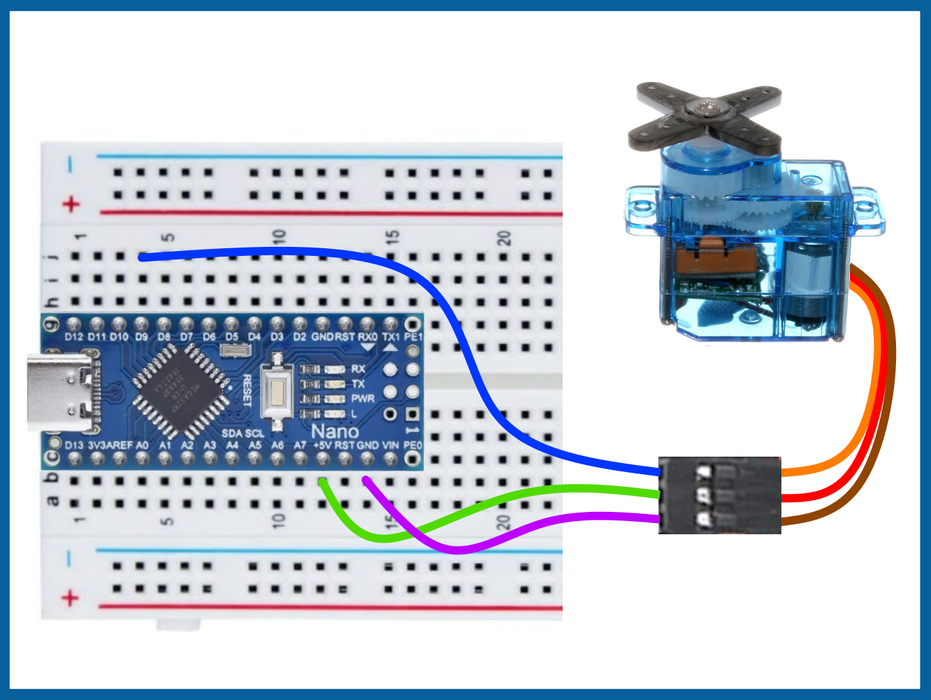 −
+
1 5 10 15 20
j
i
h
g
D12 D11 D10 D9 D8 D7 D6 D5 D4 D3 D2 GND RST RX0 TX1 PE1
RX
TX
PWR
L
RESET
SDA SCL
Nano
1
D13 3V3 AREF A0 A1 A2 A3 A4 A5 A6 A7 +5V RST GND VIN PE0
c
b
a
1 5 10 15 20
−
+